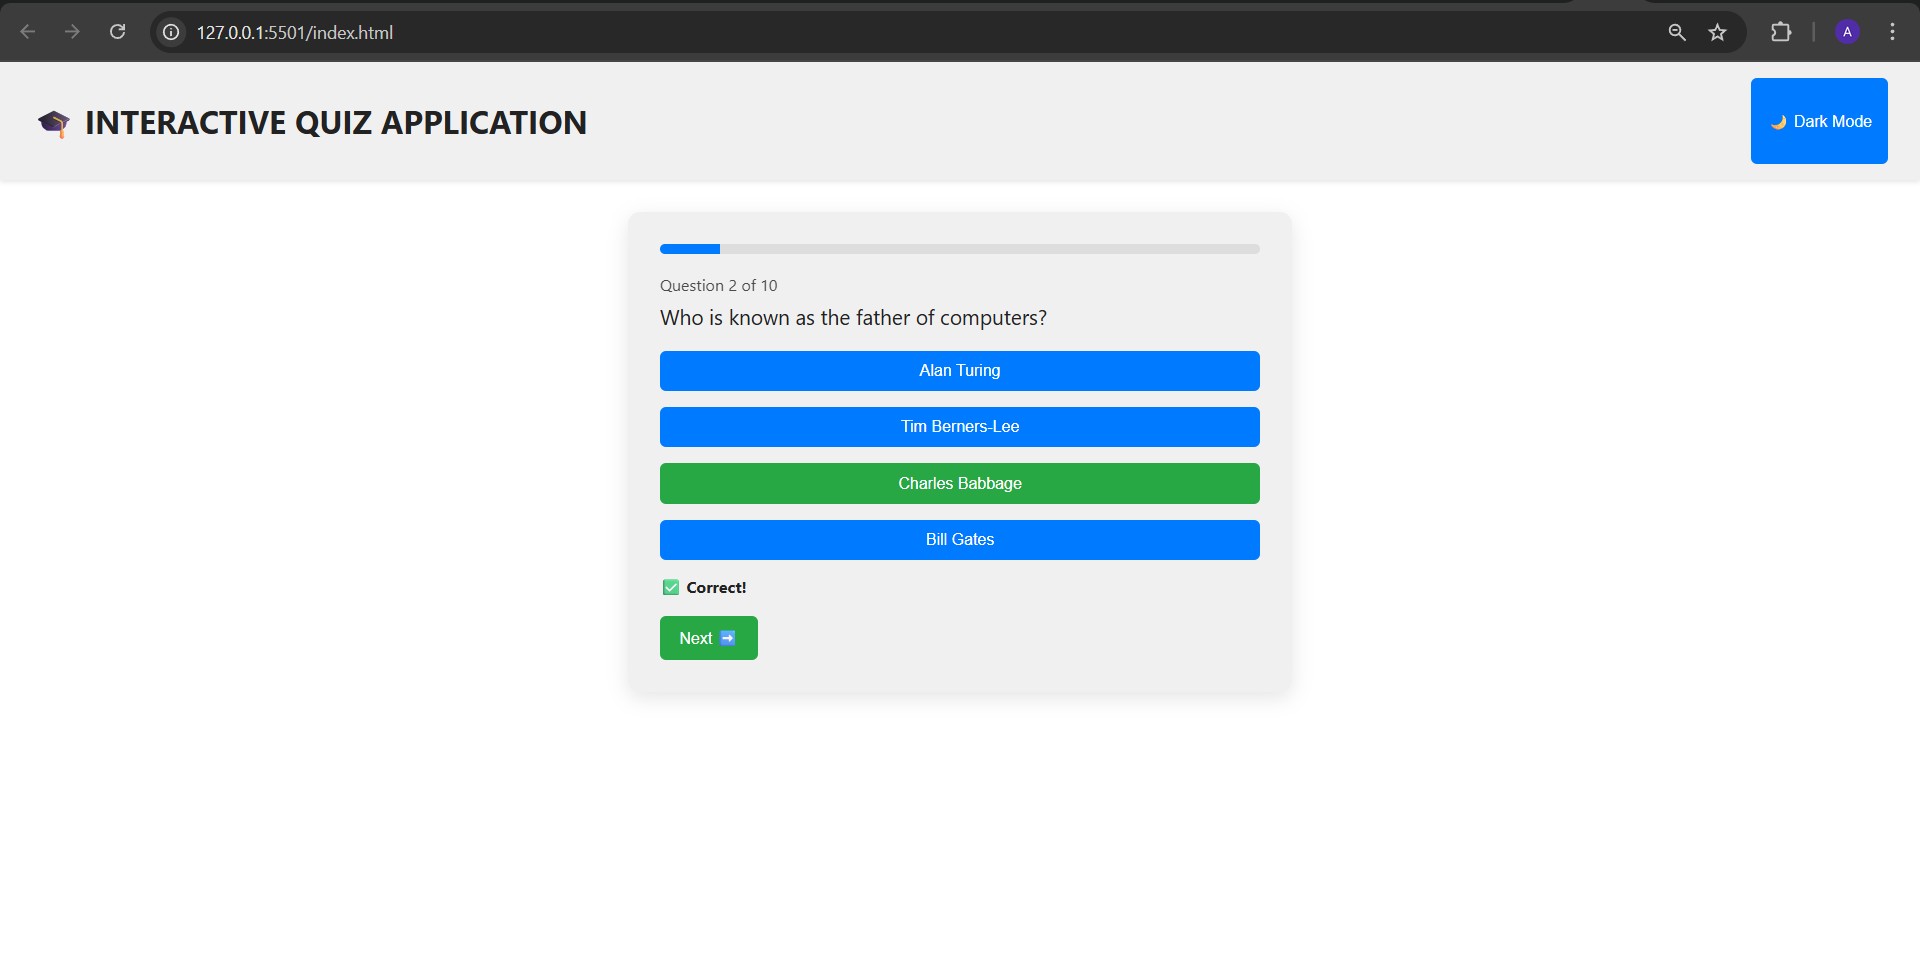 127.0.0.1:5501/index.html
A
🎓 INTERACTIVE QUIZ APPLICATION
🌙 Dark Mode
Question 2 of 10
Who is known as the father of computers?
Alan Turing
Tim Berners-Lee
Charles Babbage
Bill Gates
✅ Correct!
Next ➡️